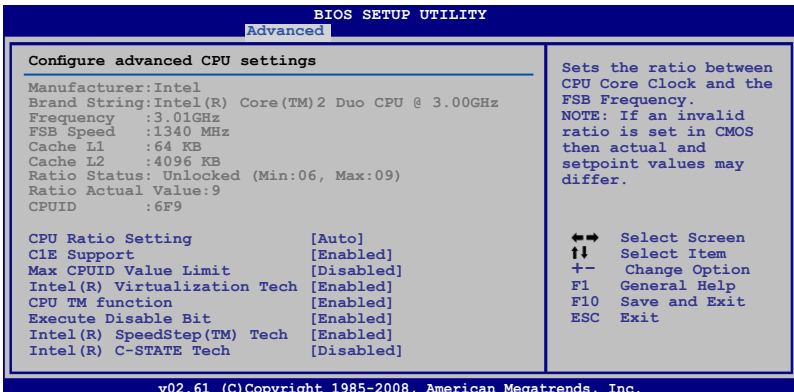 BIOS SETUP UTILITY
Advanced
Configure advanced CPU settings
Manufacturer:Intel
Brand String:Intel(R) Core(TM)2 Duo CPU @ 3.00GHz
Frequency :3.01GHz
FSB Speed :1340 MHz
Cache L1 :64 KB
Cache L2 :4096 KB
Ratio Status: Unlocked (Min:06, Max:09)
Ratio Actual Value:9
CPUID :6F9
CPU Ratio Setting [Auto]
C1E Support [Enabled]
Max CPUID Value Limit [Disabled]
Intel(R) Virtualization Tech [Enabled]
CPU TM function [Enabled]
Execute Disable Bit [Enabled]
Intel(R) SpeedStep(TM) Tech [Enabled]
Intel(R) C-STATE Tech [Disabled]
Sets the ratio between
CPU Core Clock and the
FSB Frequency.
NOTE: If an invalid
ratio is set in CMOS
then actual and
setpoint values may
differ.
←→ Select Screen
↑↓ Select Item
+- Change Option
F1 General Help
F10 Save and Exit
ESC Exit
v02.61 (C)Copyright 1985-2008, American Megatrends, Inc.